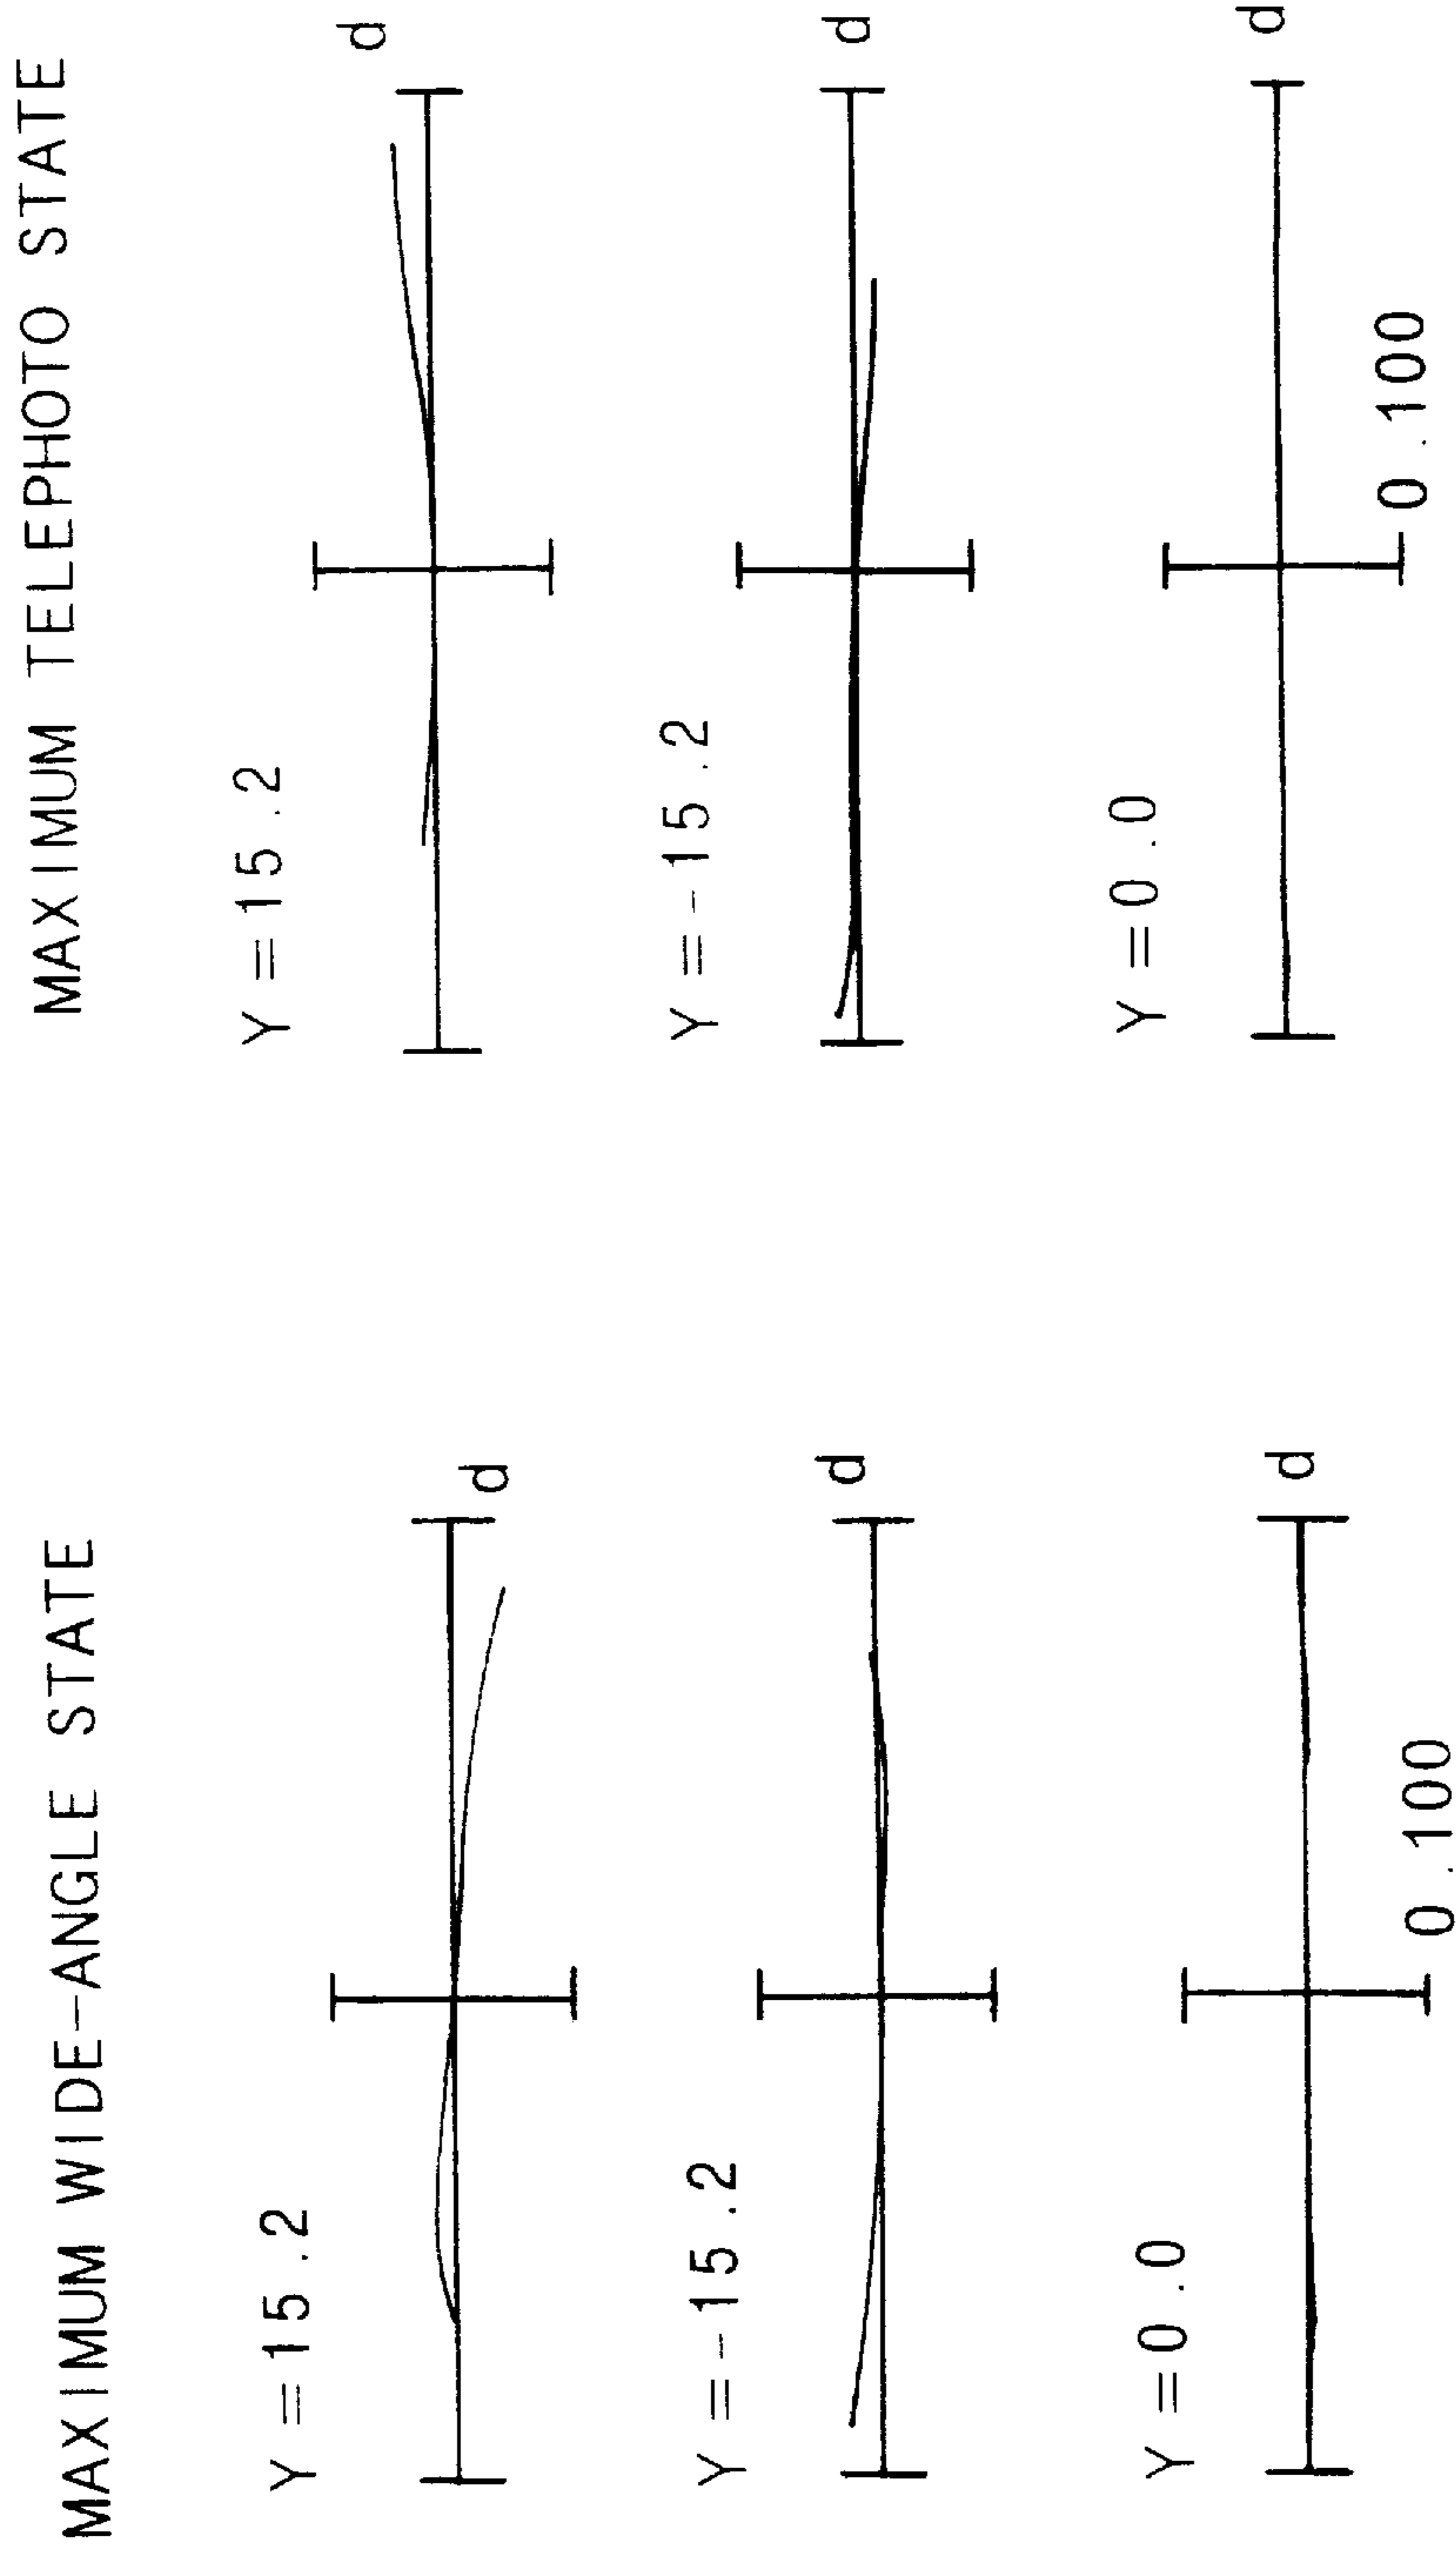 MAXIMUM WIDE-ANGLE STATE
Y=15.2
d
Y=-15.2
d
Y=0.0
d
0.100
MAXIMUM TELEPHOTO STATE
Y=15.2
d
Y=-15.2
d
Y=0.0
d
0.100